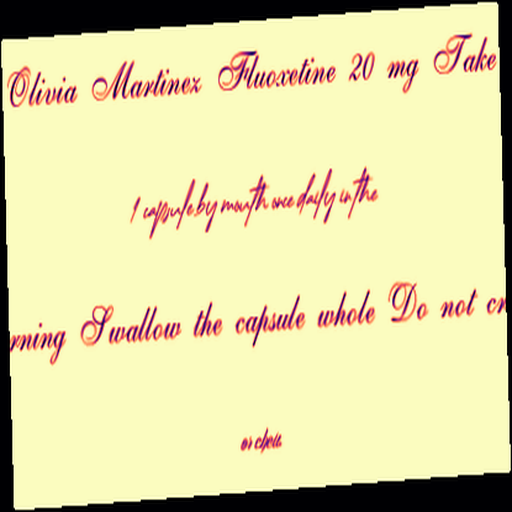 Olivia Martinez Fluoxetine 20 mg Take
1 capsule by mouth once daily in the
rning Swallow the capsule whole Do not cr
or chew